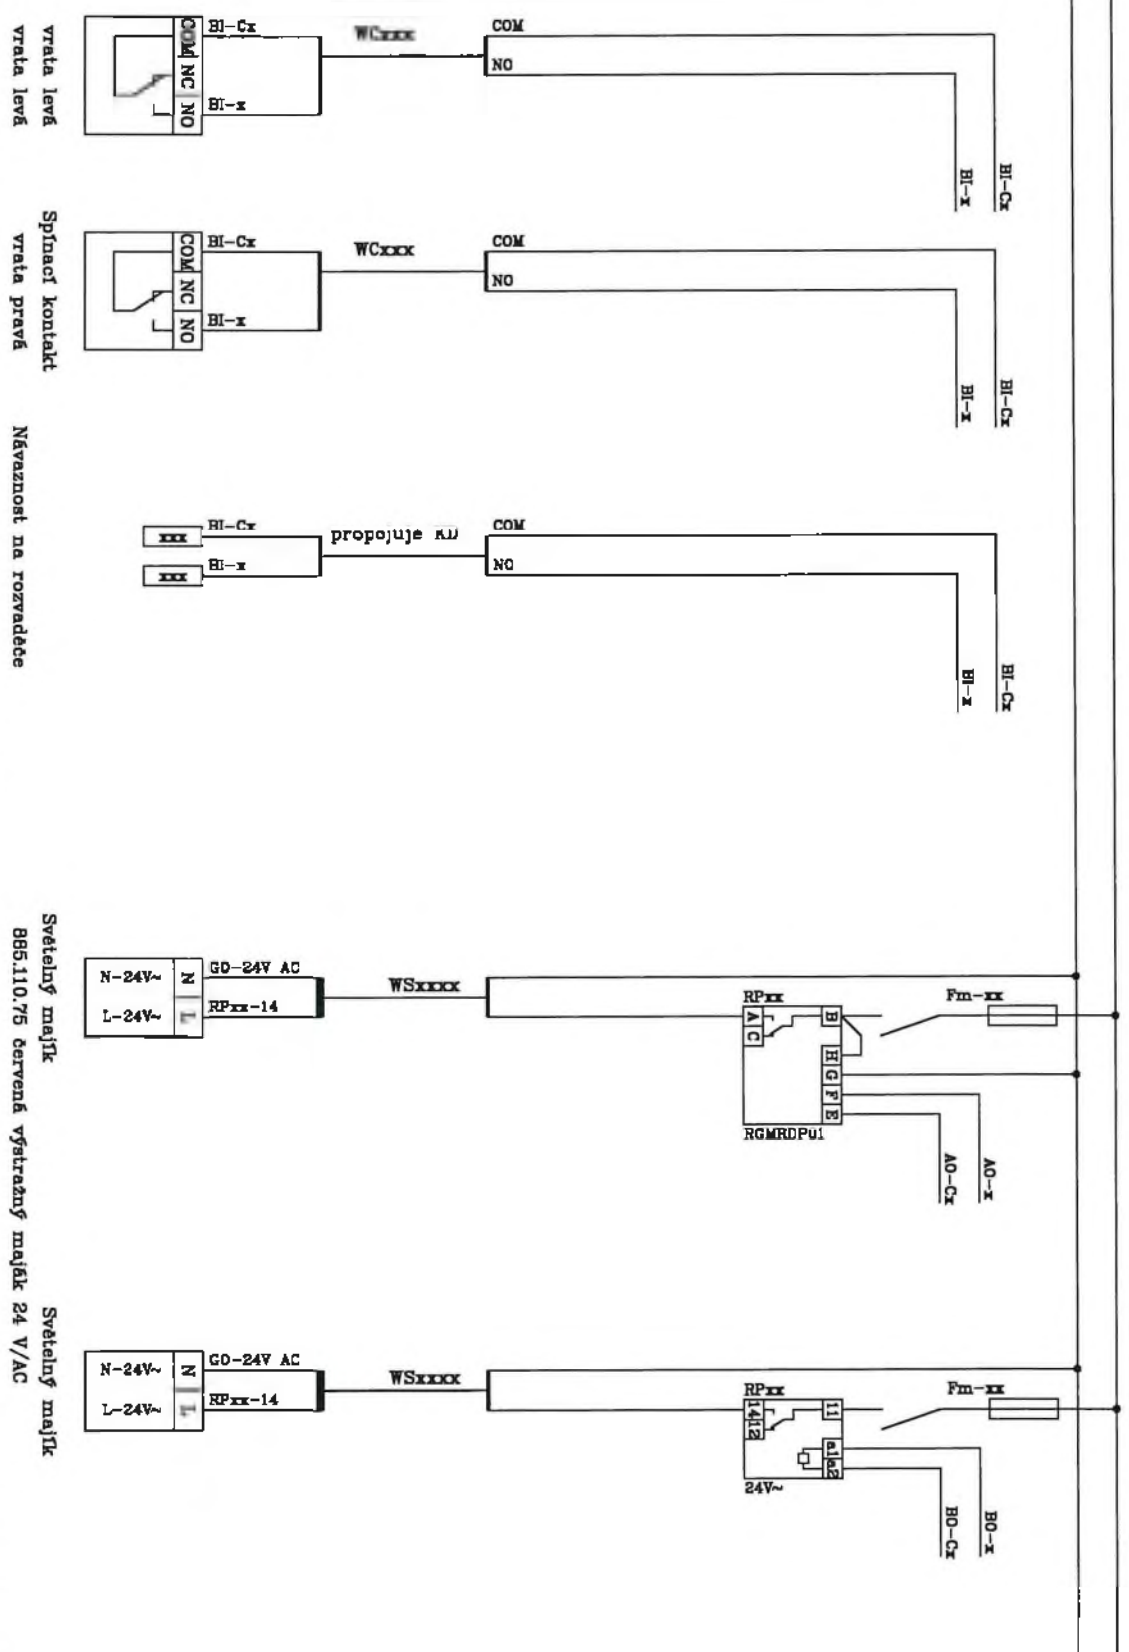 vrata levá
vrata levá
COM
NC
NO
BI-Cx
BI-x
WCxxx
COM
NO
BI-x
BI-Cx
Spínací kontakt
vrata pravá
COM
NC
NO
BI-Cx
BI-x
WCxxx
COM
NO
BI-x
BI-Cx
Návaznost na rozvaděče
xxx
xxx
BI-Cx
BI-x
propojuje
COM
NO
BI-x
BI-Cx
Světelný maják
885.110.75 červená výstražný maják 24 V/AC
N-24V~
L-24V~
N
L
GO-24V AC
RPxx-14
WSxxxx
RPxx
A
C
B
H
G
F
E
RGMRDP01
Fm-xx
AO-Cx
AO-x
Světelný maják
N-24V~
L-24V~
N
L
GO-24V AC
RPxx-14
WSxxxx
RPxx
14
12
11
a1
a2
24V~
Fm-xx
BO-Cx
BO-x